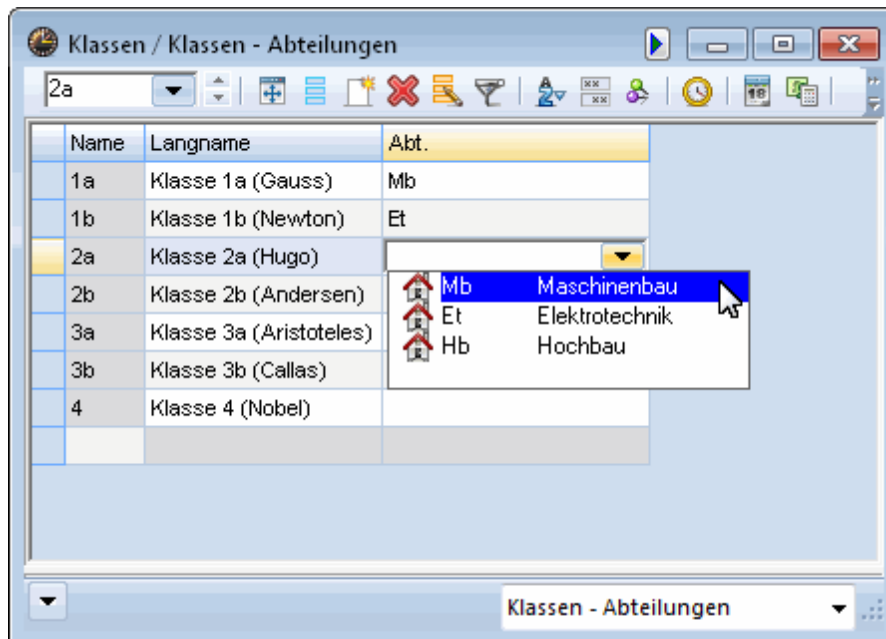 Klassen / Klassen - Abteilungen
2a
Name Langname Abt.
1a Klasse 1a (Gauss) Mb
1b Klasse 1b (Newton) Et
2a Klasse 2a (Hugo)
2b Klasse 2b (Andersen)
3a Klasse 3a (Aristoteles)
3b Klasse 3b (Callas)
4 Klasse 4 (Nobel)
Mb Maschinenbau
Et Elektrotechnik
Hb Hochbau
Klassen - Abteilungen